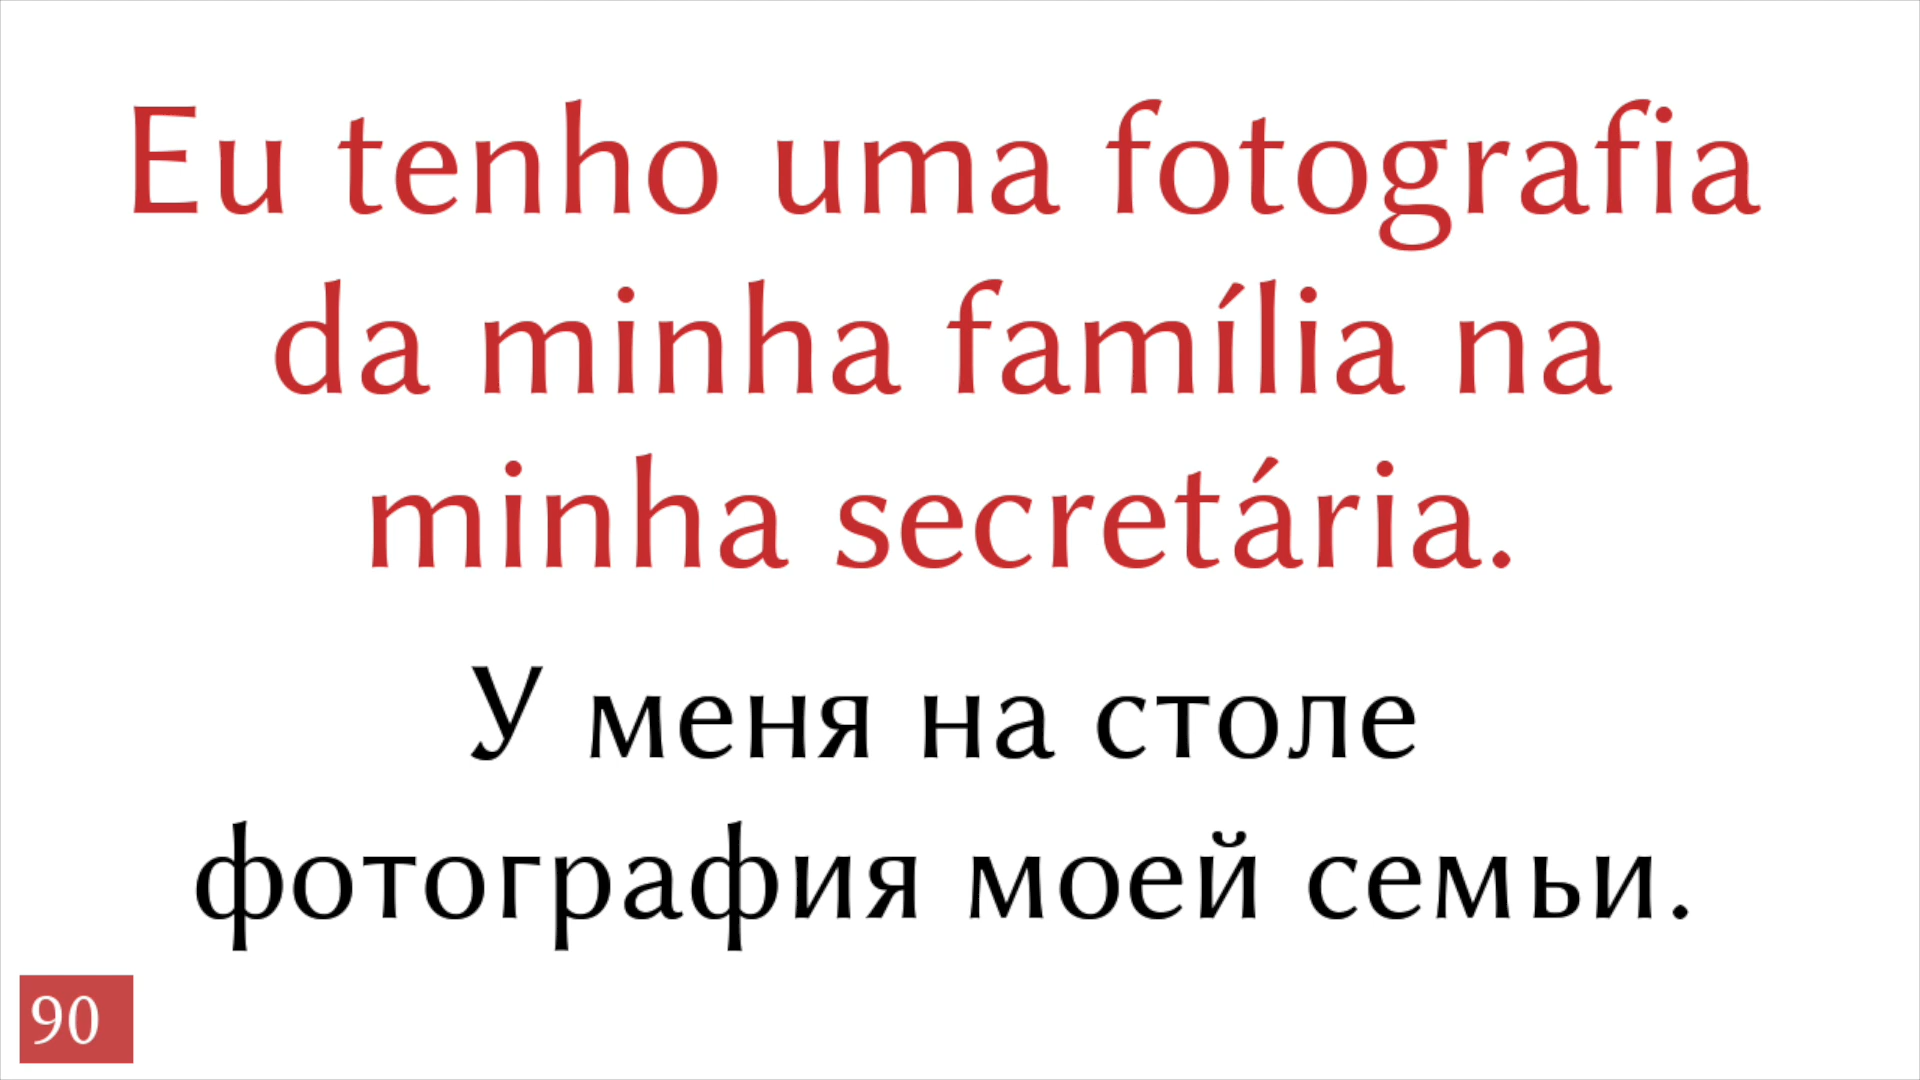 Eu tenho uma fotografia
da minha família na
minha secretária.
У меня на столе
фотография моей семьи.
90